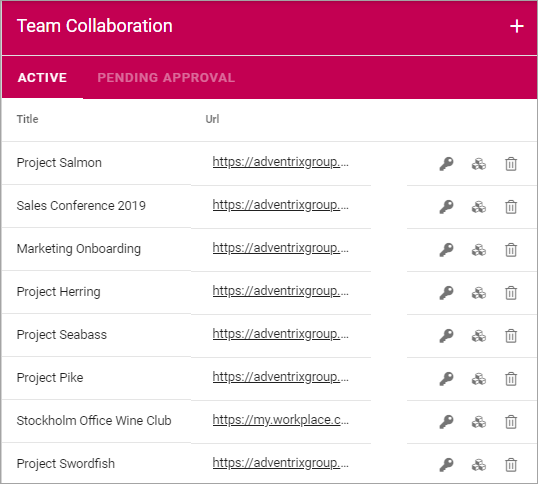 Team Collaboration
ACTIVE PENDING APPROVAL
Title Url
Project Salmon https://adventrixgroup....
Sales Conference 2019 https://adventrixgroup....
Marketing Onboarding https://adventrixgroup....
Project Herring https://adventrixgroup....
Project Seabass https://adventrixgroup....
Project Pike https://adventrixgroup....
Stockholm Office Wine Club https://my.workplace.c...
Project Swordfish https://adventrixgroup....